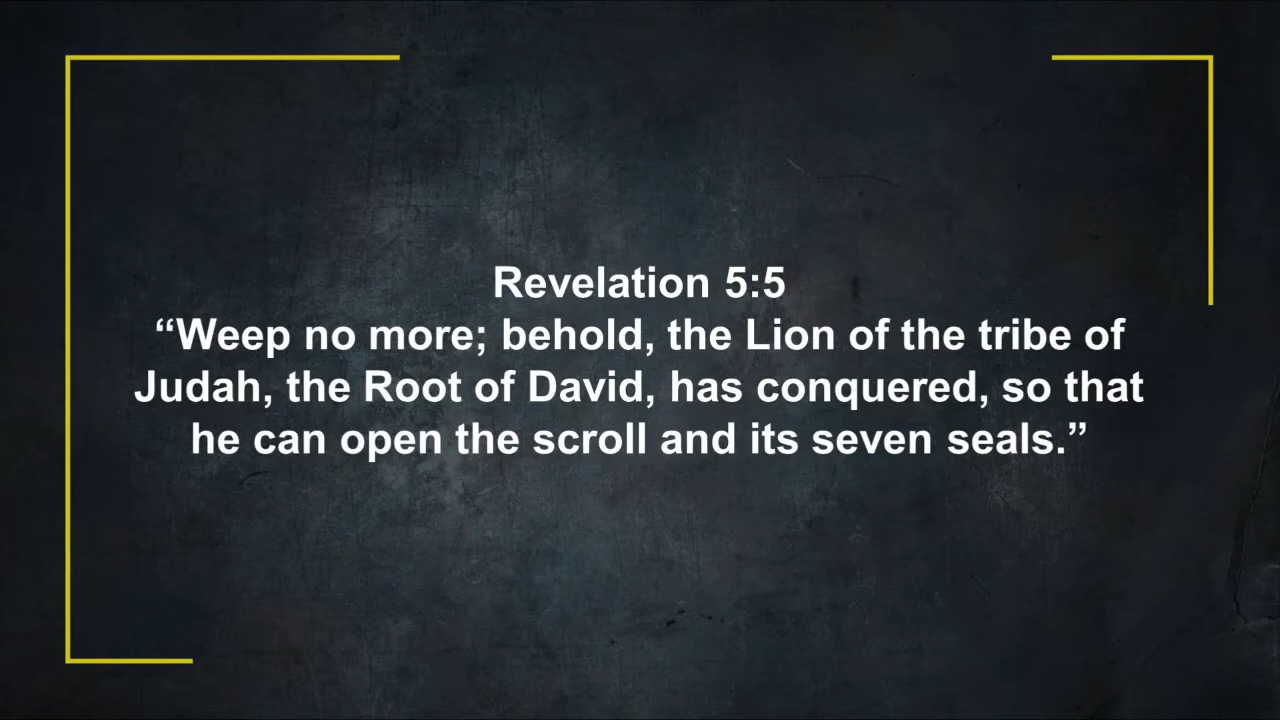 Revelation 5:5
“Weep no more; behold, the Lion of the tribe of
Judah, the Root of David, has conquered, so that
he can open the scroll and its seven seals.”